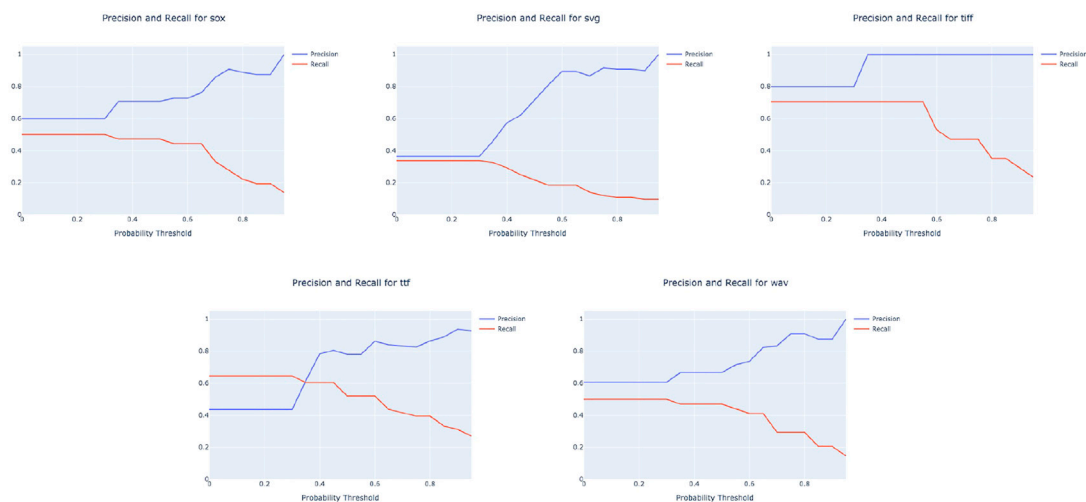 Precision and Recall for sox
1
0.8
0.6
0.4
0.2
0
0
0.2
0.4
0.6
0.8
Probability Threshold
Precision
Recall
Precision and Recall for svg
1
0.8
0.6
0.4
0.2
0
0
0.2
0.4
0.6
0.8
Probability Threshold
Precision
Recall
Precision and Recall for tiff
1
0.8
0.6
0.4
0.2
0
0
0.2
0.4
0.6
0.8
Probability Threshold
Precision
Recall
Precision and Recall for ttf
1
0.8
0.6
0.4
0.2
0
0
0.2
0.4
0.6
0.8
Probability Threshold
Precision
Recall
Precision and Recall for wav
1
0.8
0.6
0.4
0.2
0
0
0.2
0.4
0.6
0.8
Probability Threshold
Precision
Recall